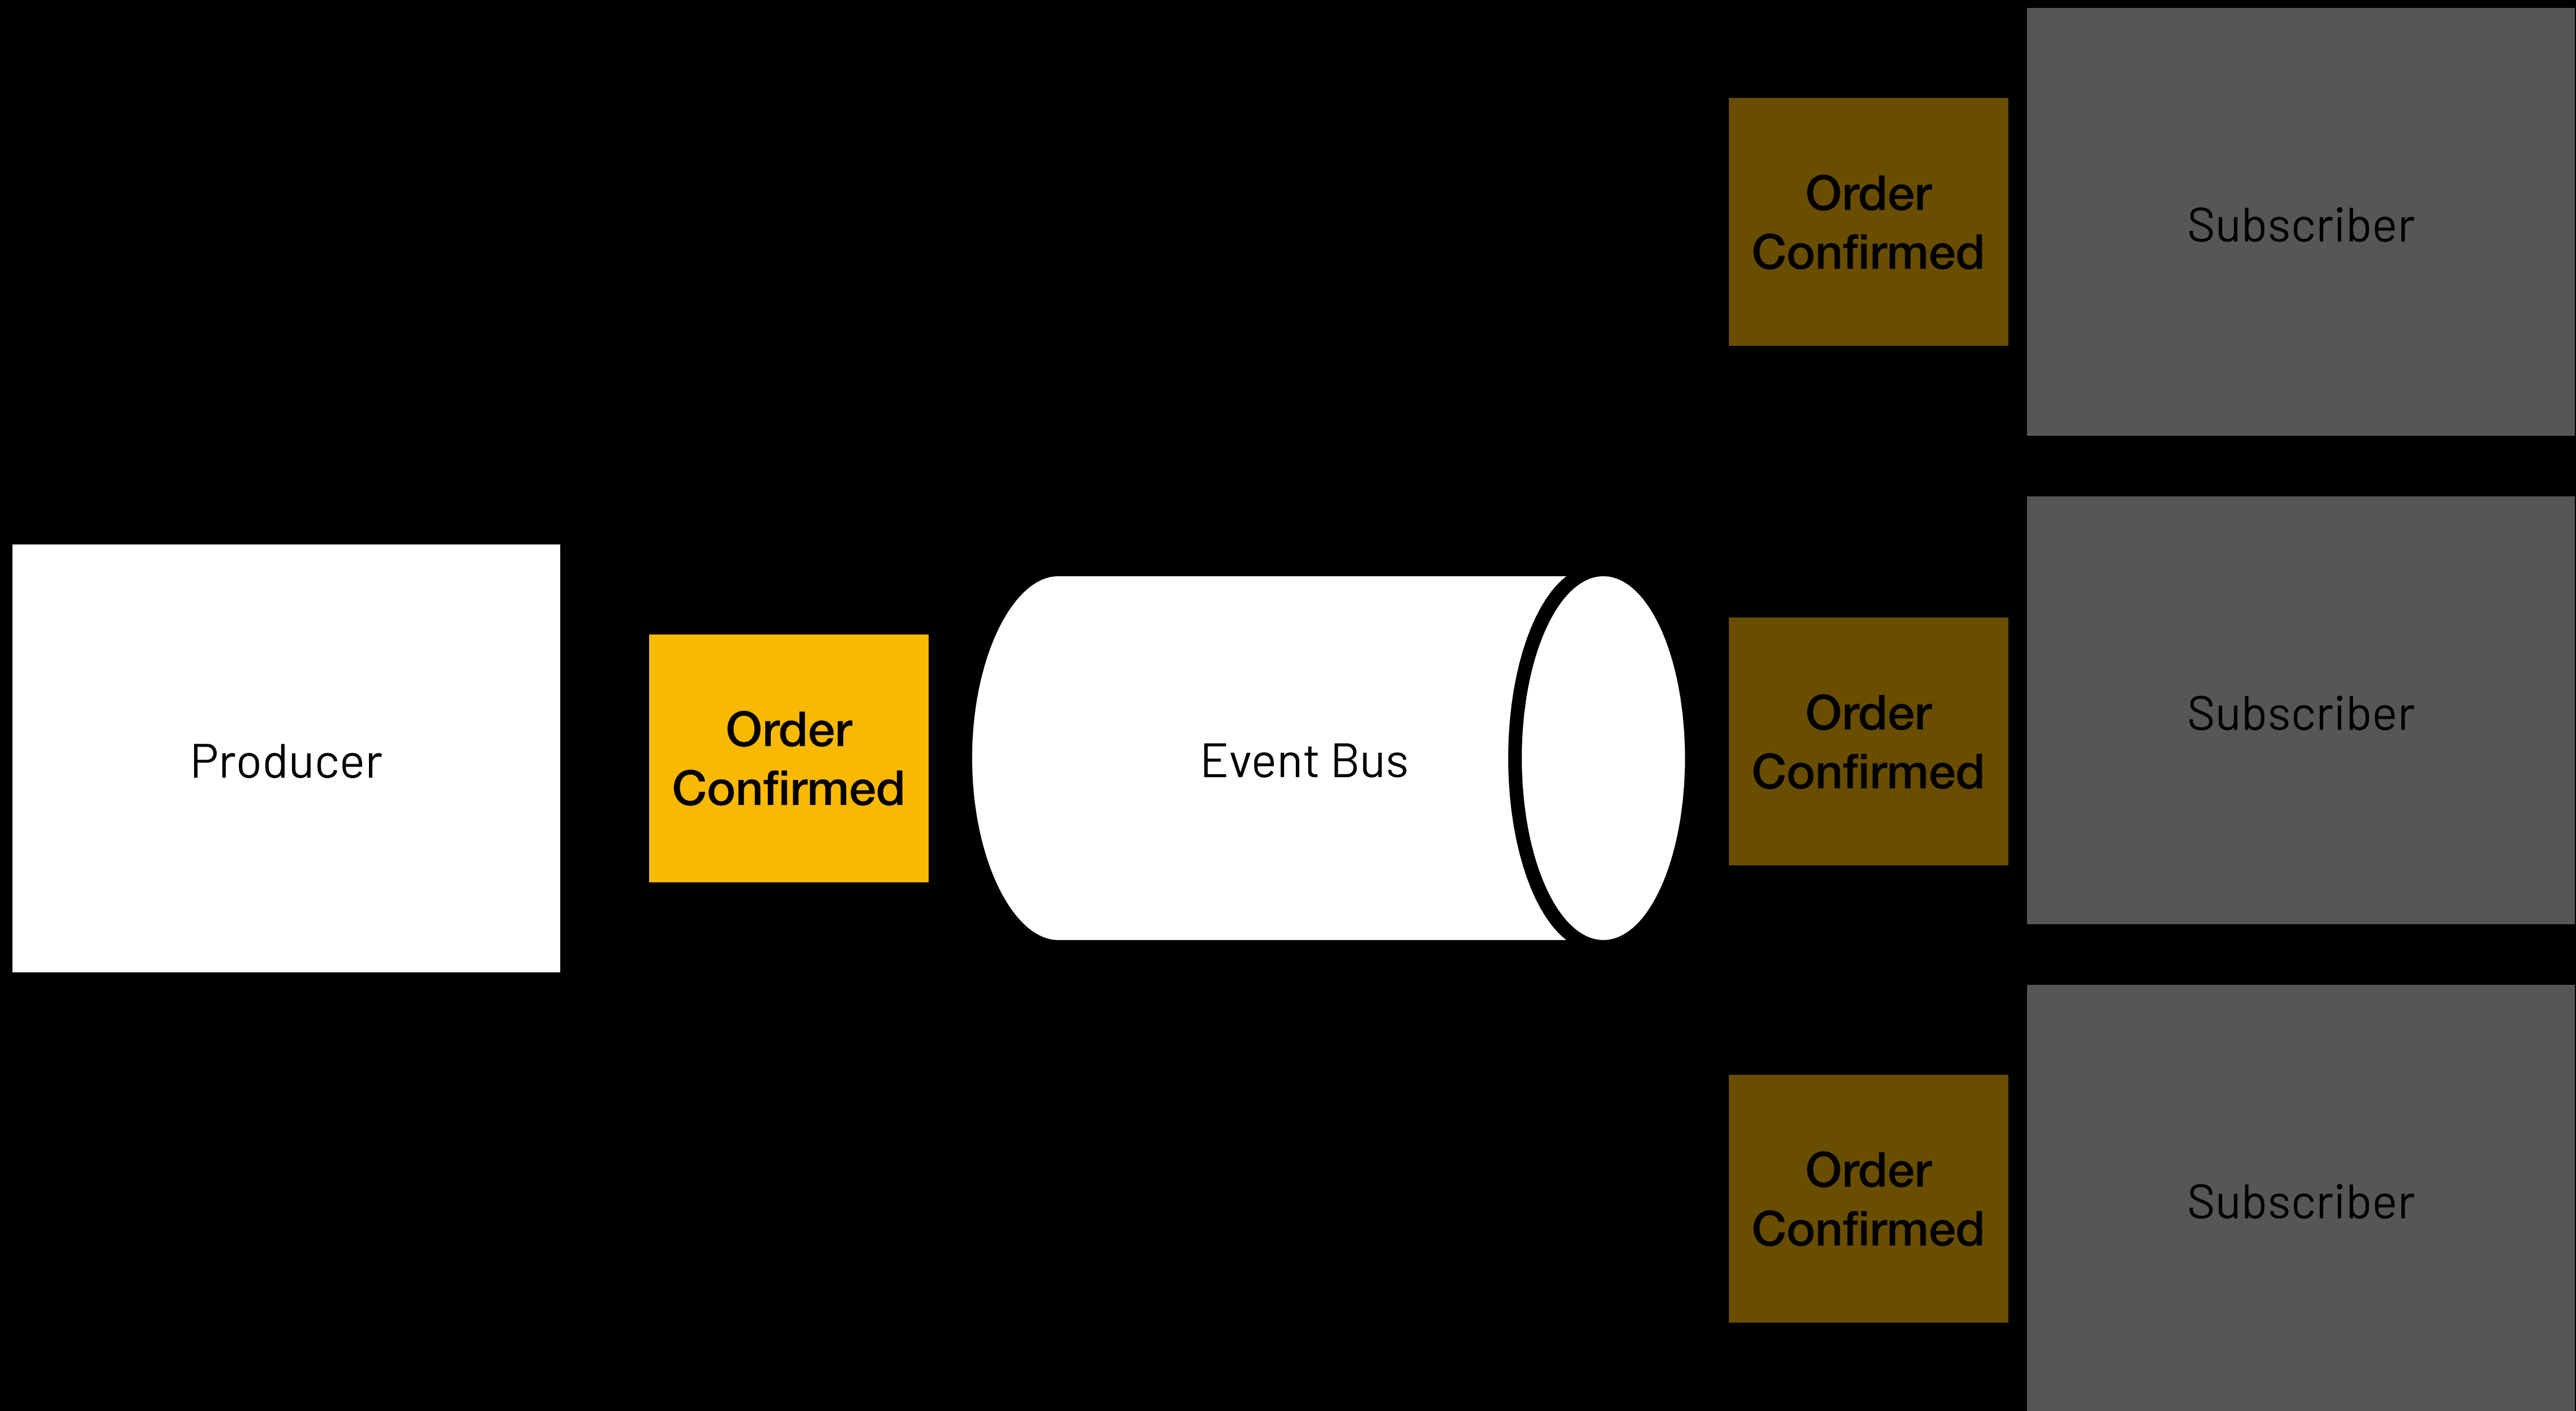 Producer
Order
Confirmed
Event Bus
Order
Confirmed
Subscriber
Order
Confirmed
Subscriber
Order
Confirmed
Subscriber